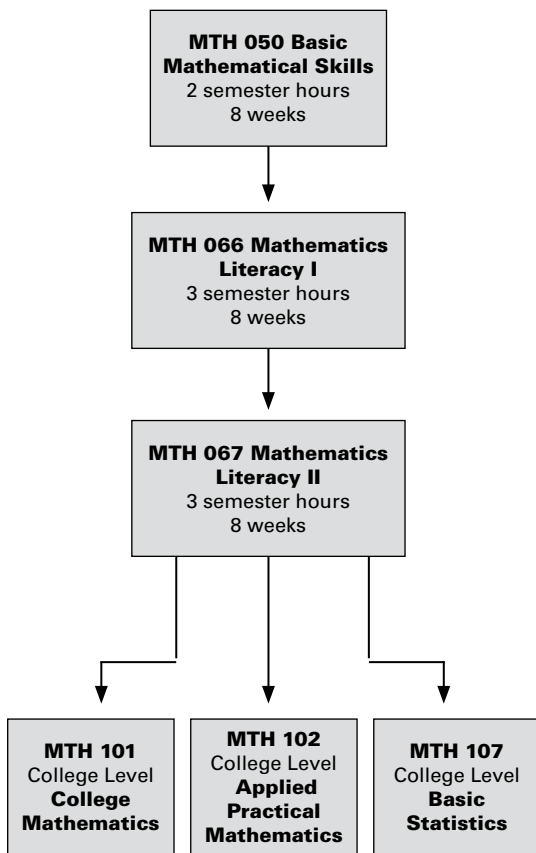 MTH 050 Basic
Mathematical Skills
2 semester hours
8 weeks
MTH 066 Mathematics
Literacy I
3 semester hours
8 weeks
MTH 067 Mathematics
Literacy II
3 semester hours
8 weeks
MTH 101
College Level
College
Mathematics
MTH 102
College Level
Applied
Practical
Mathematics
MTH 107
College Level
Basic
Statistics